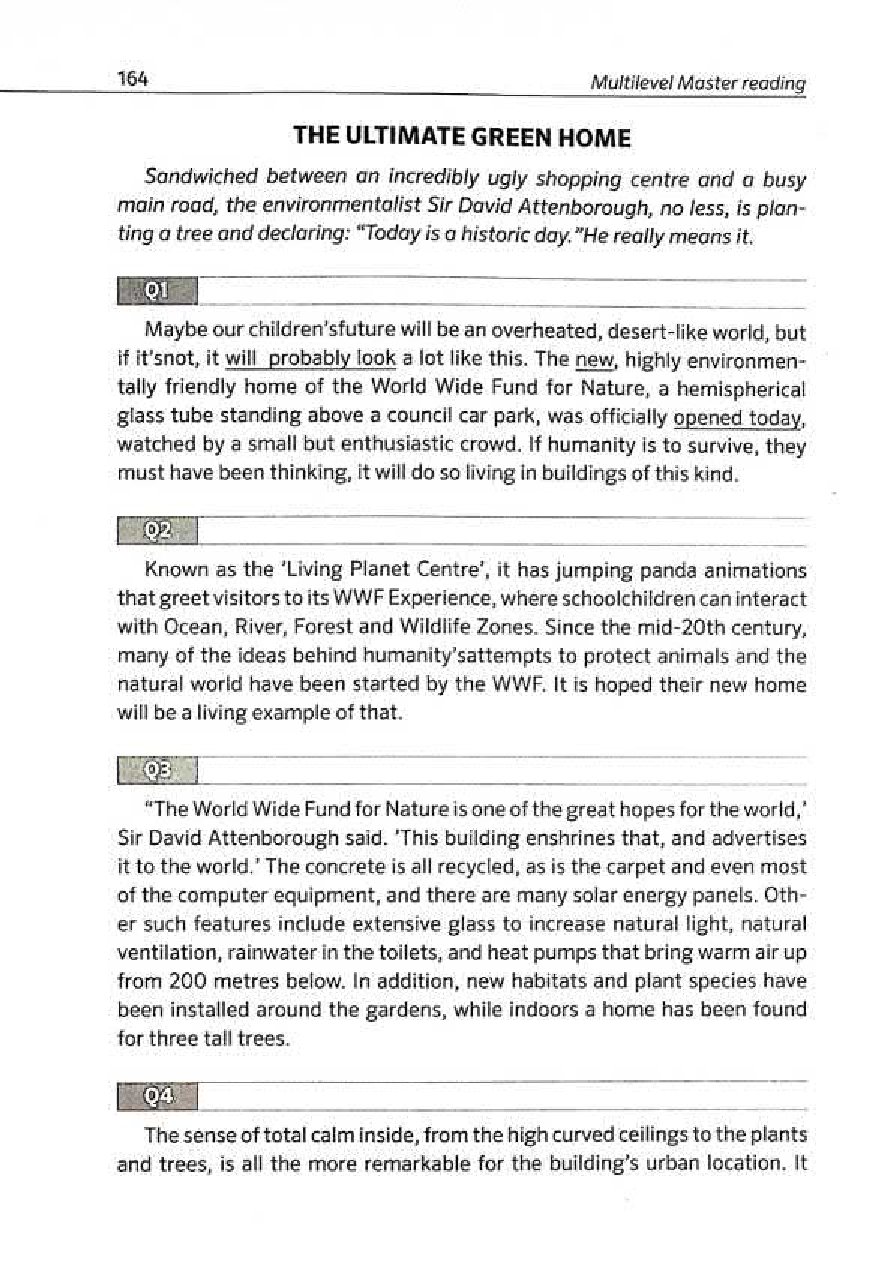 164
Multilevel Master reading
THE ULTIMATE GREEN HOME
Sandwiched between an incredibly ugly shopping centre and a busy
main road, the environmentalist Sir David Attenborough, no less, is plan-
ting a tree and declaring: “Today is a historic day.”He really means it.
Q1
Maybe our children'sfuture will be an overheated, desert-like world, but
if it'snot, it will probably look a lot like this. The new, highly environmen-
tally friendly home of the World Wide Fund for Nature, a hemispherical
glass tube standing above a council car park, was officially opened today,
watched by a small but enthusiastic crowd. If humanity is to survive, they
must have been thinking, it will do so living in buildings of this kind.
Q2
Known as the 'Living Planet Centre', it has jumping panda animations
that greet visitors to its WWF Experience, where schoolchildren can interact
with Ocean, River, Forest and Wildlife Zones. Since the mid-20th century,
many of the ideas behind humanity'sattempts to protect animals and the
natural world have been started by the WWF. It is hoped their new home
will be a living example of that.
Q3
“The World Wide Fund for Nature is one of the great hopes for the world,'
Sir David Attenborough said. 'This building enshrines that, and advertises
it to the world.' The concrete is all recycled, as is the carpet and even most
of the computer equipment, and there are many solar energy panels. Oth-
er such features include extensive glass to increase natural light, natural
ventilation, rainwater in the toilets, and heat pumps that bring warm air up
from 200 metres below. In addition, new habitats and plant species have
been installed around the gardens, while indoors a home has been found
for three tall trees.
Q4
The sense of total calm inside, from the high curved ceilings to the plants
and trees, is all the more remarkable for the building's urban location. It